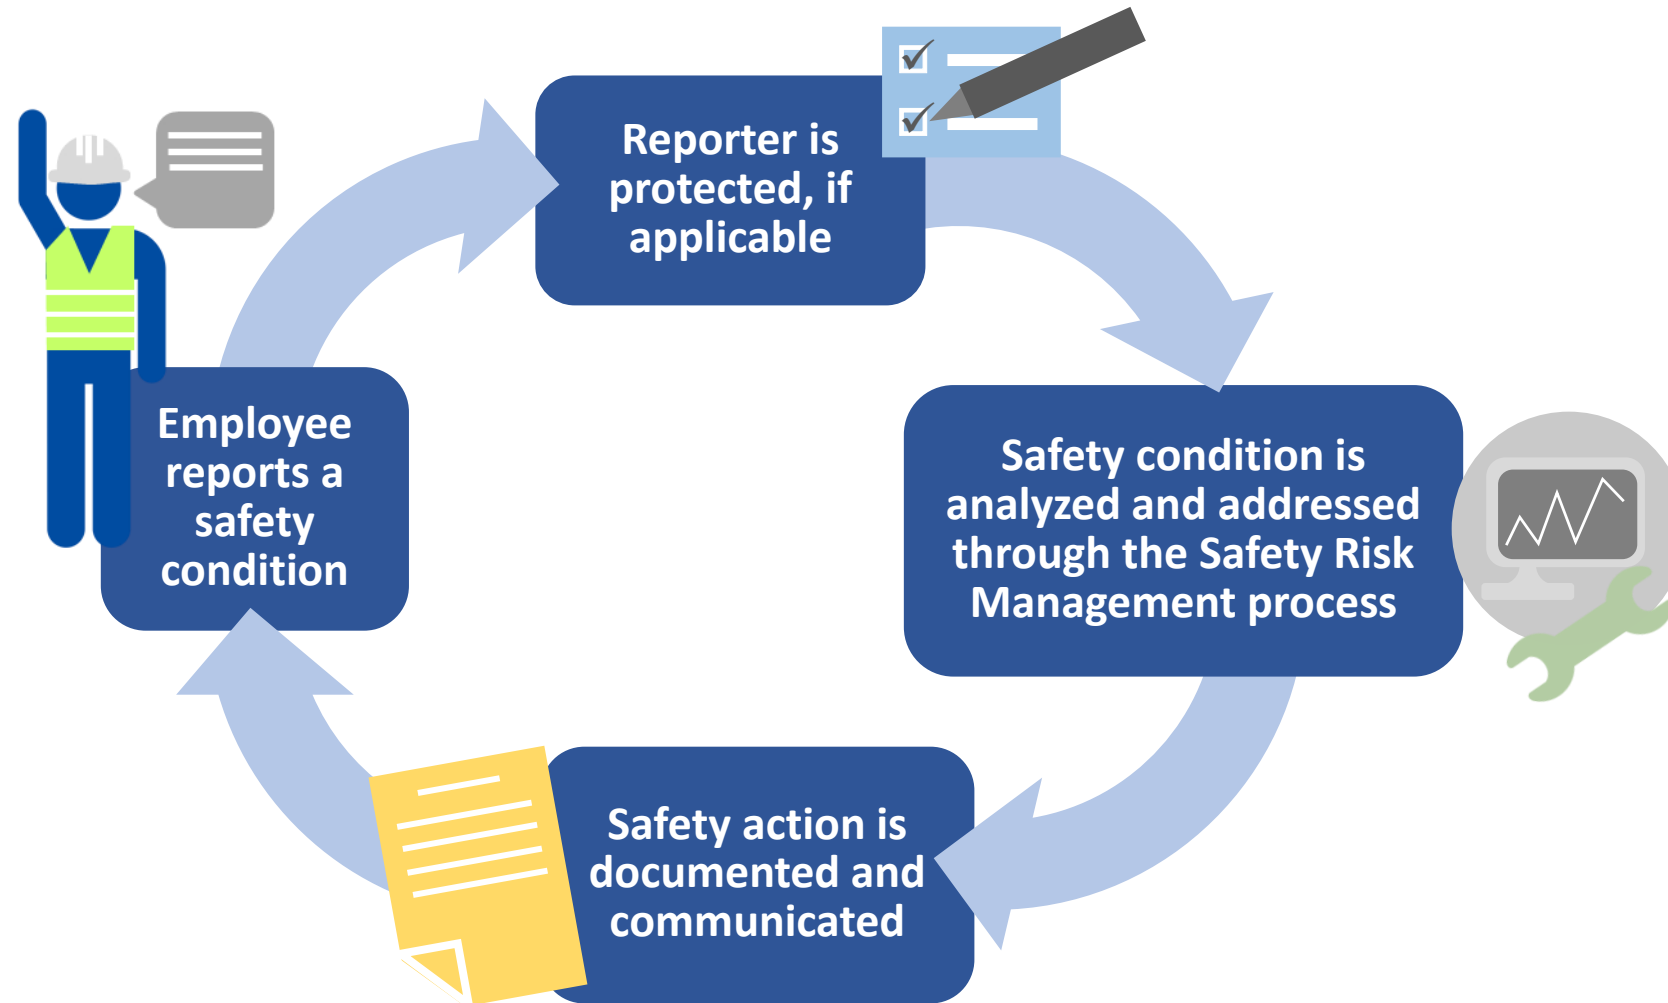 Reporter is
protected, if
applicable
Safety condition is
analyzed and addressed
through the Safety Risk
Management process
Safety action is
documented and
communicated
Employee
reports a
safety
condition